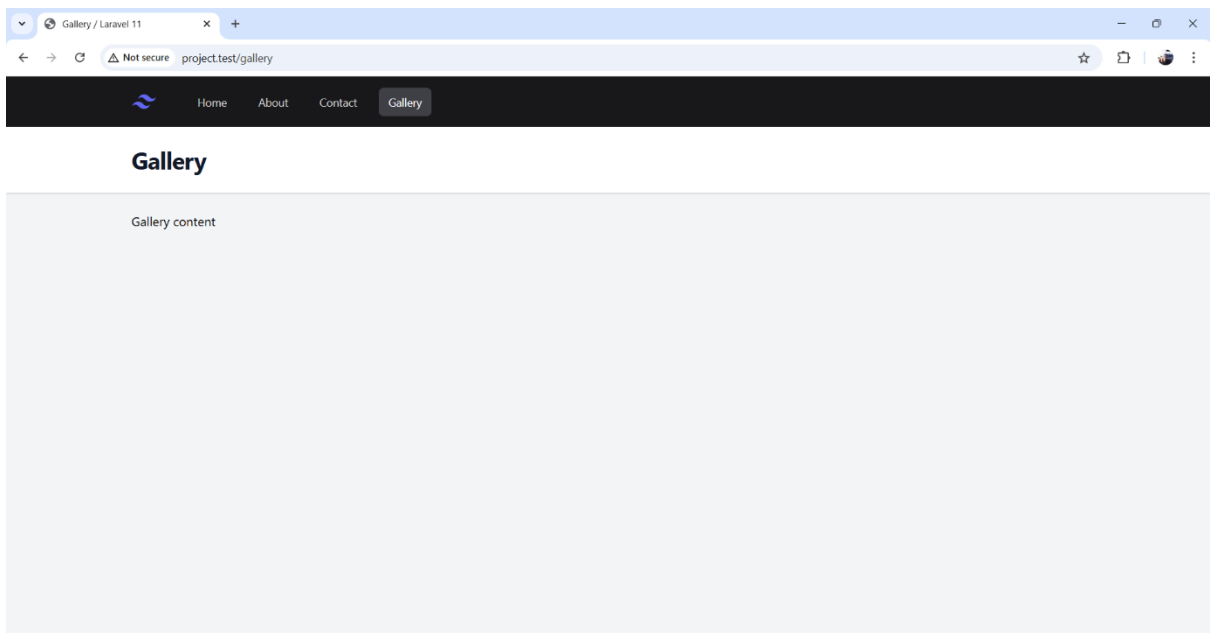 Gallery / Laravel 11
Not secure project.test/gallery
Home About Contact Gallery
Gallery
Gallery content